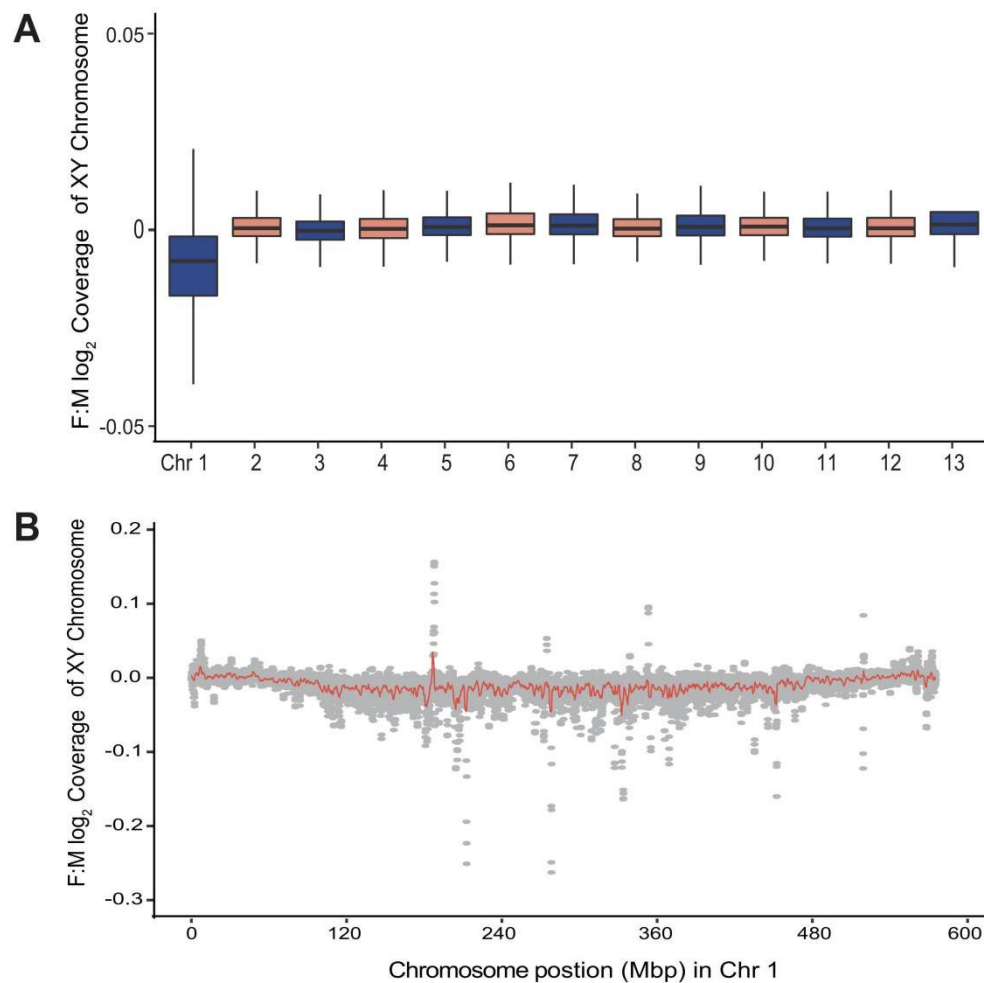 A
F:M log2 Coverage of XY Chromosome
0.05
0
-0.05
Chr 1 2 3 4 5 6 7 8 9 10 11 12 13
B
F:M log2 Coverage of XY Chromosome
0.2
0.1
0.0
-0.1
-0.2
-0.3
0 120 240 360 480 600
Chromosome postion (Mbp) in Chr 1